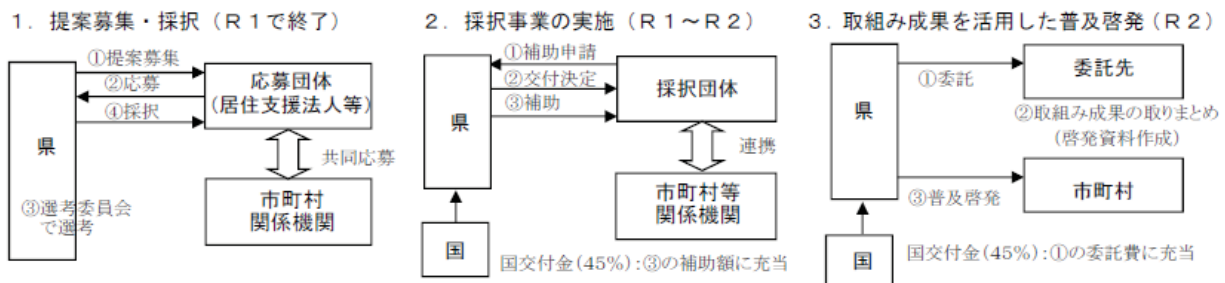 1．提案募集・採択（R1で終了）
①提案募集
②応募
④採択
県
③選考委員会
で選考
応募団体
(居住支援法人等)
共同応募
市町村
関係機関
2．採択事業の実施（R1～R2）
①補助申請
②交付決定
③補助
県
採択団体
連携
市町村等
関係機関
国
国交付金(45%)：③の補助額に充当
3．取組み成果を活用した普及啓発（R2）
県
①委託
委託先
②取組み成果の取りまとめ
(啓発資料作成)
③普及啓発
市町村
国
国交付金(45%)：①の委託費に充当